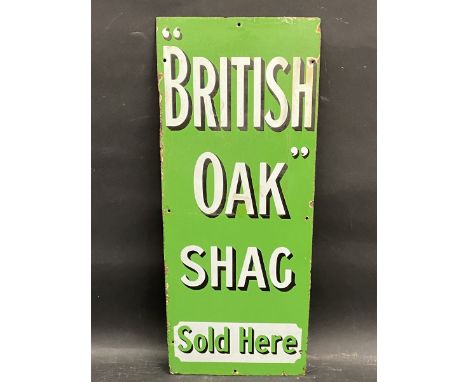 "BRITISH
OAK"
SHAG
Sold Here